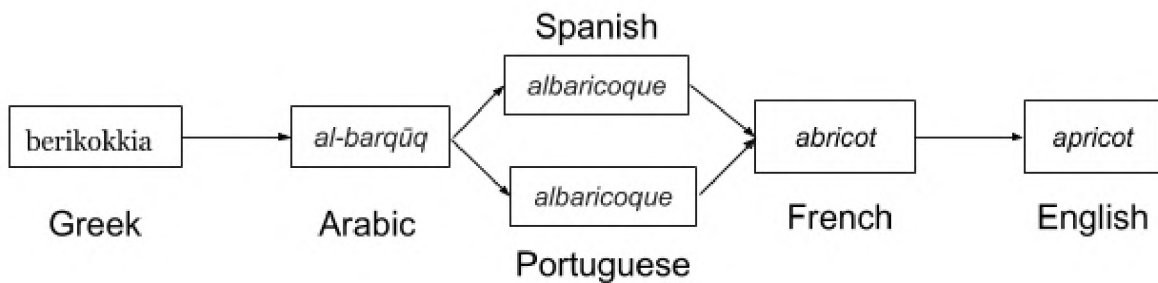 Spanish
albaricoque
berikokkia
al-barqūq
abricot
apricot
albaricoque
Greek
Arabic
French
English
Portuguese